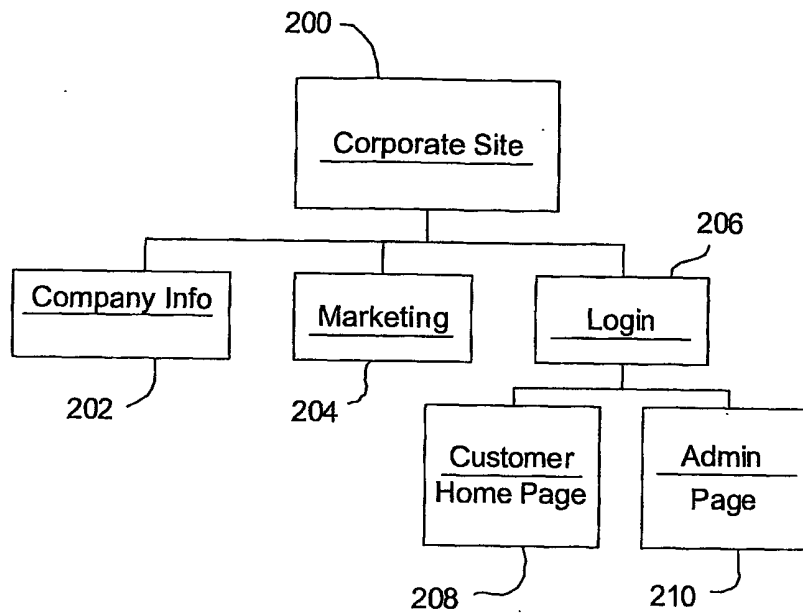 200
Corporate Site
206
Company Info
Marketing
Login
202
204
Customer
Home Page
Admin
Page
208
210